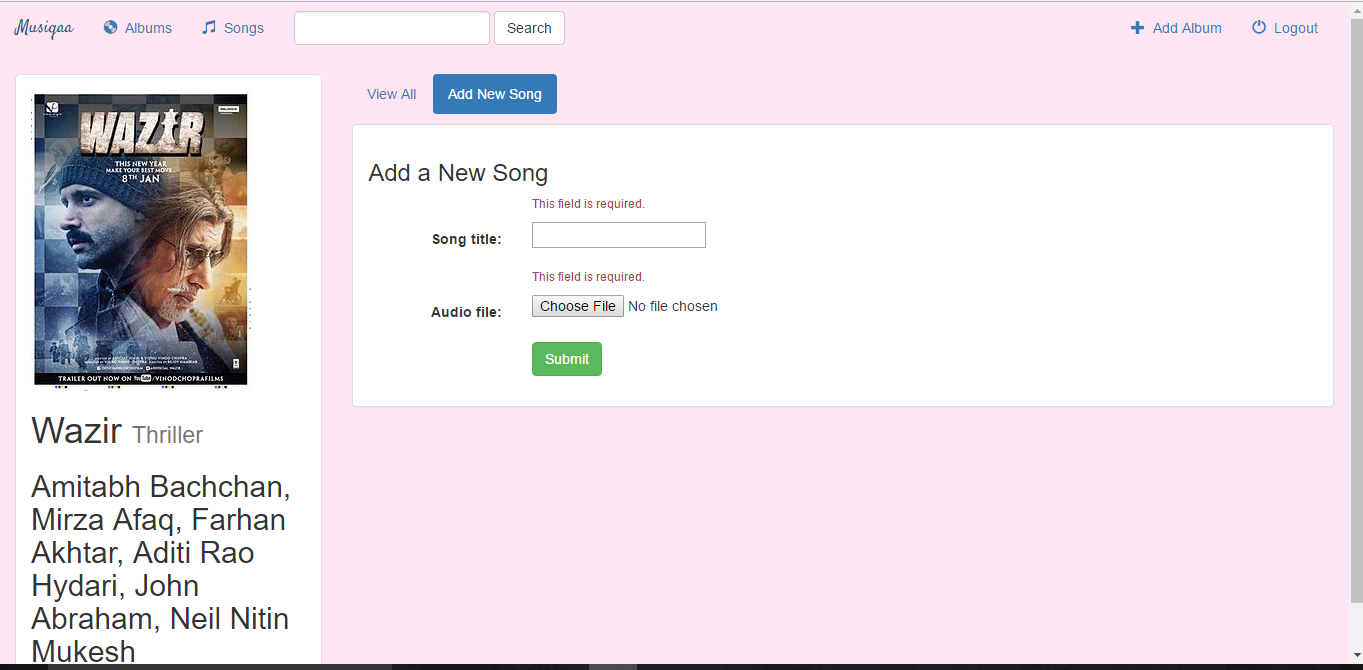 Musiqaa Albums Songs Search Add Album Logout
WAZIR
THIS NEW YEAR
MAKE YOUR BEST MOVE...
8TH JAN
TRAILER OUT NOW ON YouTube/VINODCHOPRAFILMS
Wazir Thriller
Amitabh Bachchan,
Mirza Afaq, Farhan
Akhtar, Aditi Rao
Hydari, John
Abraham, Neil Nitin
Mukesh
View All Add New Song
Add a New Song
This field is required.
Song title:
This field is required.
Audio file: Choose File No file chosen
Submit